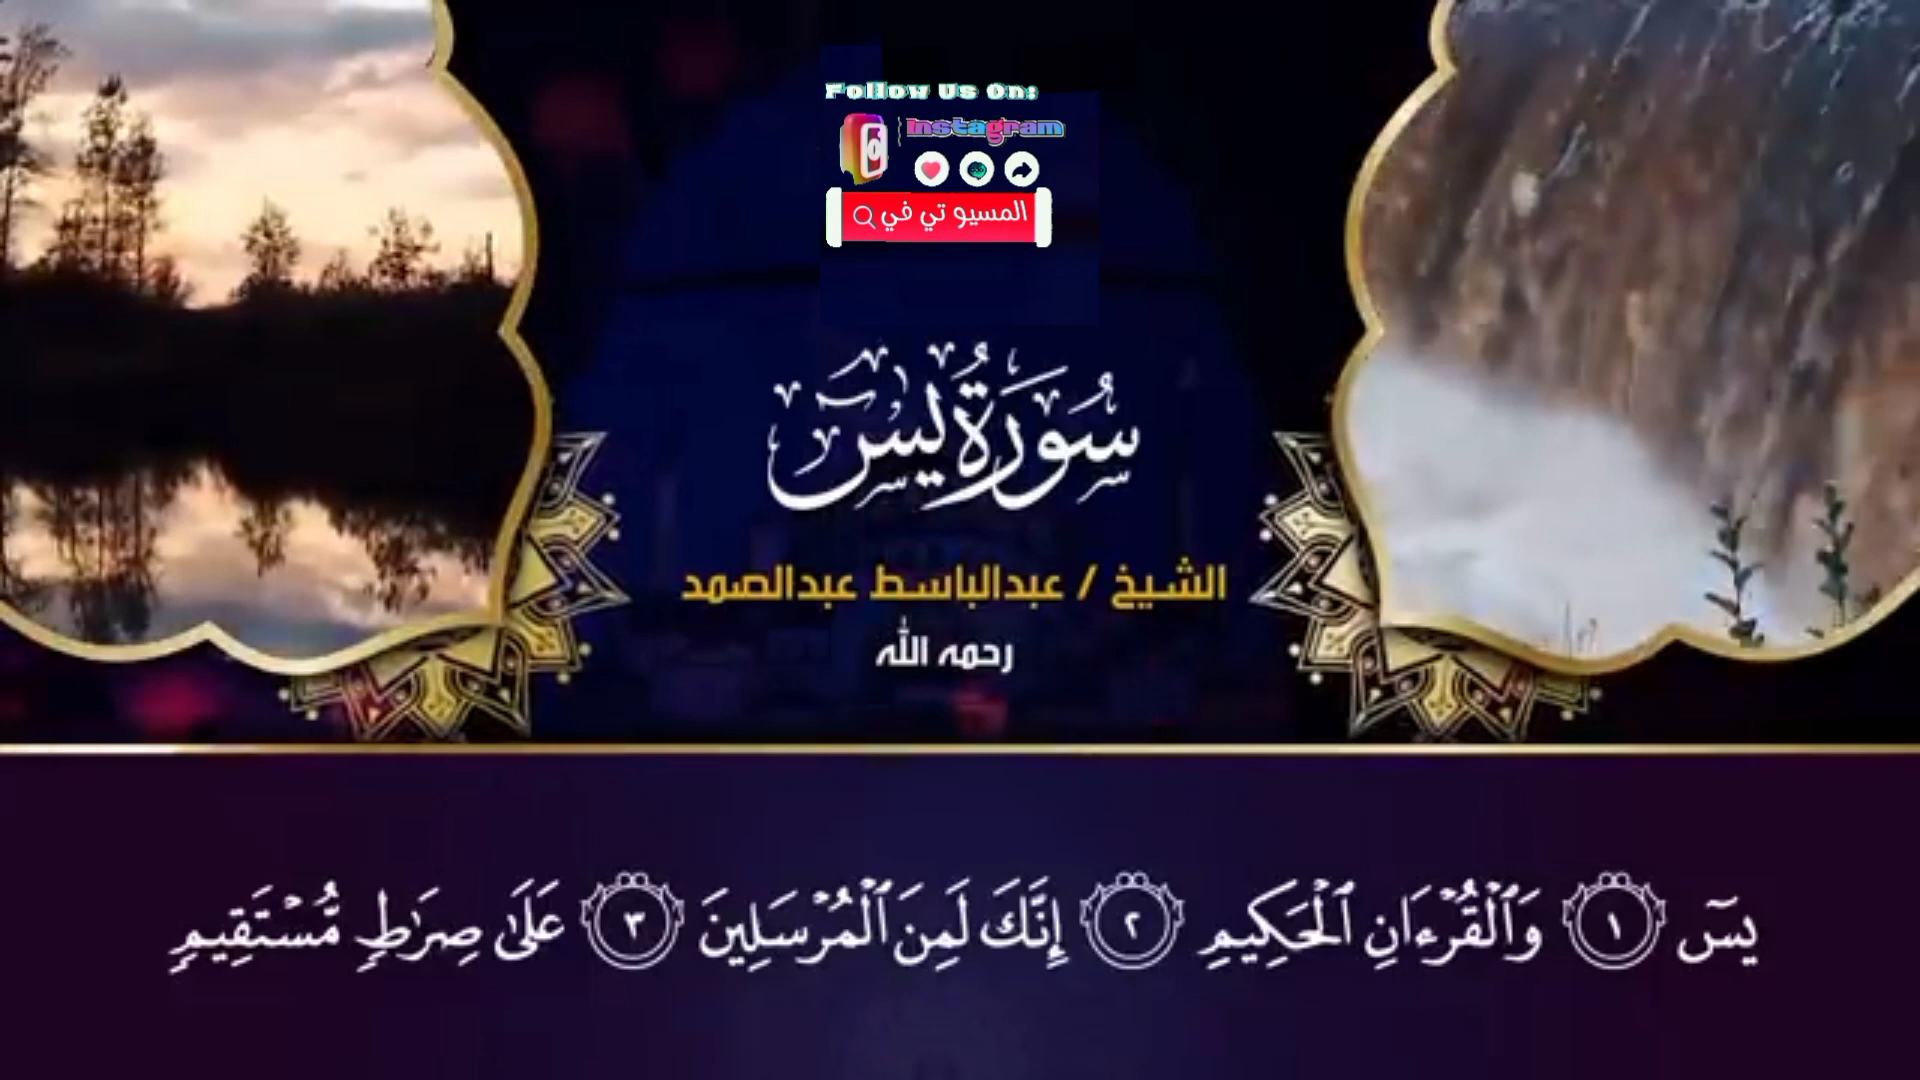 Follow Us On:
Instagram
المسيو تي في
سُورَةُ يسٓ
الشيخ / عبدالباسط عبدالصمد
رحمه الله
يسٓ ١ وَٱلْقُرْءَانِ ٱلْحَكِيمِ ٢ إِنَّكَ لَمِنَ ٱلْمُرْسَلِينَ ٣ عَلَىٰ صِرَٰطٍ مُّسْتَقِيمٍ